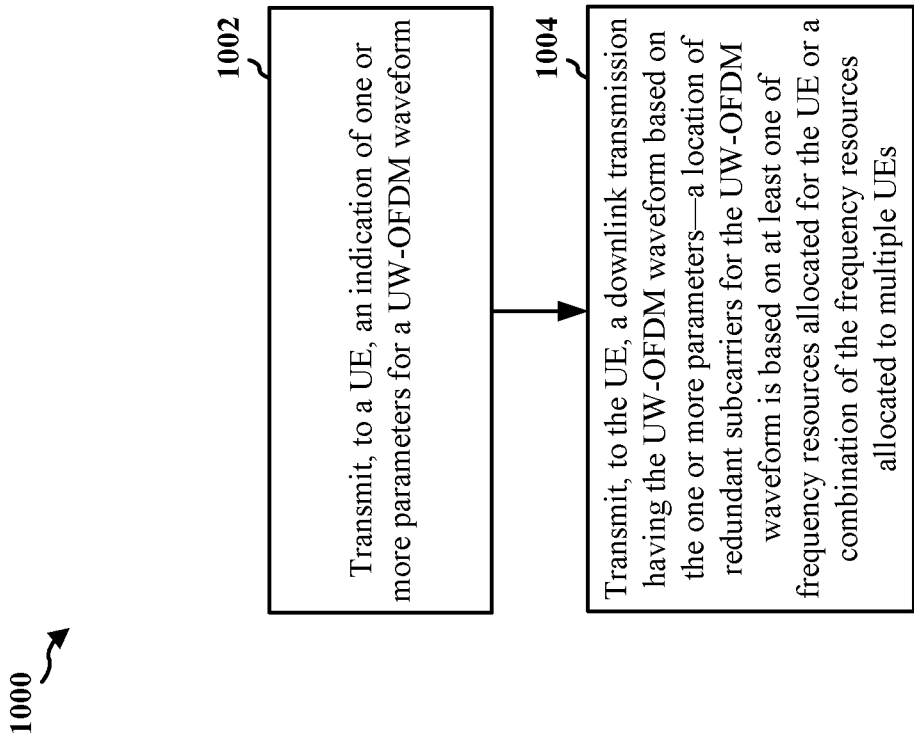 1000
1002
Transmit, to a UE, an indication of one or
more parameters for a UW-OFDM waveform
1004
Transmit, to the UE, a downlink transmission
having the UW-OFDM waveform based on
the one or more parameters—a location of
redundant subcarriers for the UW-OFDM
waveform is based on at least one of
frequency resources allocated for the UE or a
combination of the frequency resources
allocated to multiple UEs